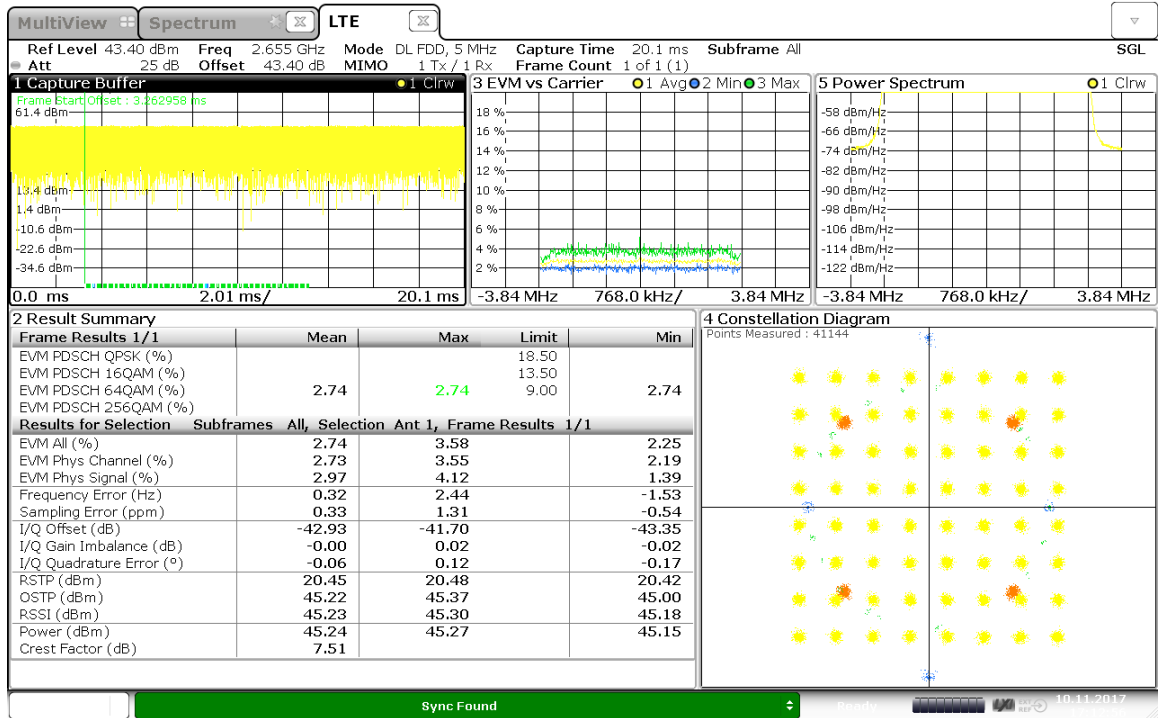 MultiView Spectrum LTE
Ref Level 43.40 dBm Freq 2.655 GHz Mode DL FDD, 5 MHz Capture Time 20.1 ms Subframe All SGL
Att 25 dB Offset 43.40 dB MIMO 1 Tx / 1 Rx Frame Count 1 of 1 (1)
1 Capture Buffer 1 Clrw
Frame Start Offset : 3.262958 ms
61.4 dBm
13.4 dBm
1.4 dBm
-10.6 dBm
-22.6 dBm
-34.6 dBm
0.0 ms 2.01 ms/ 20.1 ms
3 EVM vs Carrier 1 Avg 2 Min 3 Max
18 %
16 %
14 %
12 %
10 %
8 %
6 %
4 %
2 %
-3.84 MHz 768.0 kHz/ 3.84 MHz
5 Power Spectrum 1 Clrw
-58 dBm/Hz
-66 dBm/Hz
-74 dBm/Hz
-82 dBm/Hz
-90 dBm/Hz
-98 dBm/Hz
-106 dBm/Hz
-114 dBm/Hz
-122 dBm/Hz
-3.84 MHz 768.0 kHz/ 3.84 MHz
2 Result Summary
Frame Results 1/1 Mean Max Limit Min
EVM PDSCH QPSK (%) 18.50
EVM PDSCH 16QAM (%) 13.50
EVM PDSCH 64QAM (%) 2.74 2.74 9.00 2.74
EVM PDSCH 256QAM (%)
Results for Selection Subframes All, Selection Ant 1, Frame Results 1/1
EVM All (%) 2.74 3.58 2.25
EVM Phys Channel (%) 2.73 3.55 2.19
EVM Phys Signal (%) 2.97 4.12 1.39
Frequency Error (Hz) 0.32 2.44 -1.53
Sampling Error (ppm) 0.33 1.31 -0.54
I/Q Offset (dB) -42.93 -41.70 -43.35
I/Q Gain Imbalance (dB) -0.00 0.02 -0.02
I/Q Quadrature Error (°) -0.06 0.12 -0.17
RSTP (dBm) 20.45 20.48 20.42
OSTP (dBm) 45.22 45.37 45.00
RSSI (dBm) 45.23 45.30 45.18
Power (dBm) 45.24 45.27 45.15
Crest Factor (dB) 7.51
4 Constellation Diagram
Points Measured : 41144
Sync Found
Ready
LXI
EXT
REF
10.11.2017